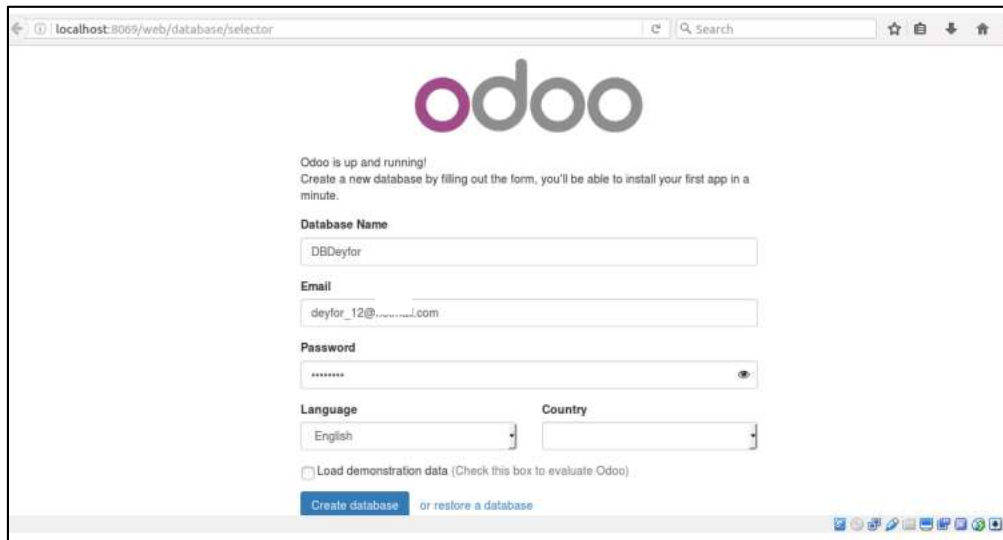 localhost:8069/web/database/selector
Search
odoo
Odoo is up and running!
Create a new database by filling out the form, you'll be able to install your first app in a
minute.
Database Name
DBDeyfor
Email
deyfor_12@ .com
Password
••••••••
Language
Country
English
Load demonstration data (Check this box to evaluate Odoo)
Create database or restore a database